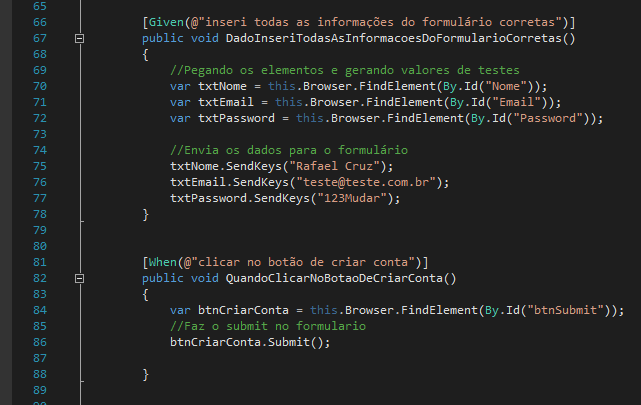 65
66 [Given(@"inseri todas as informações do formulário corretas")]
67 public void DadoInseriTodasAsInformacoesDoFormularioCorretas()
68 {
69 //Pegando os elementos e gerando valores de testes
70 var txtNome = this.Browser.FindElement(By.Id("Nome"));
71 var txtEmail = this.Browser.FindElement(By.Id("Email"));
72 var txtPassword = this.Browser.FindElement(By.Id("Password"));
73
74 //Envia os dados para o formulário
75 txtNome.SendKeys("Rafael Cruz");
76 txtEmail.SendKeys("teste@teste.com.br");
77 txtPassword.SendKeys("123Mudar");
78 }
79
80
81 [When(@"clicar no botão de criar conta")]
82 public void QuandoClicarNoBotaoDeCriarConta()
83 {
84 var btnCriarConta = this.Browser.FindElement(By.Id("btnSubmit"));
85 //Faz o submit no formulario
86 btnCriarConta.Submit();
87
88 }
89